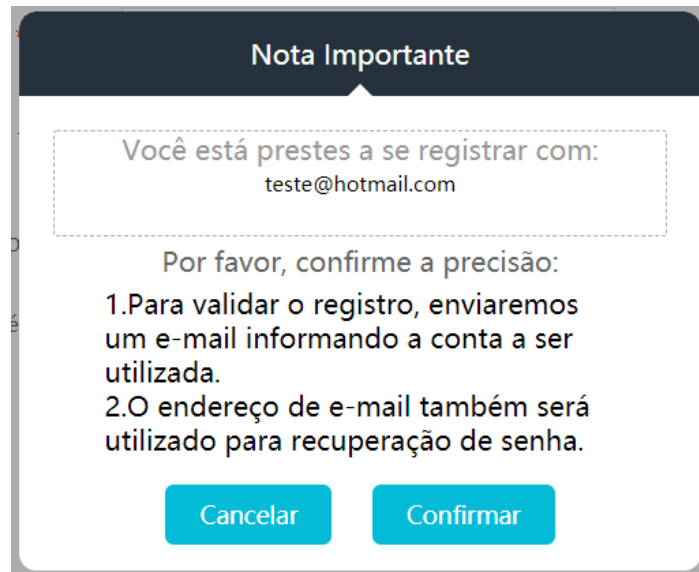 Nota Importante
Você está prestes a se registrar com:
teste@hotmail.com
Por favor, confirme a precisão:
1.Para validar o registro, enviaremos
um e-mail informando a conta a ser
utilizada.
2.O endereço de e-mail também será
utilizado para recuperação de senha.
Cancelar
Confirmar